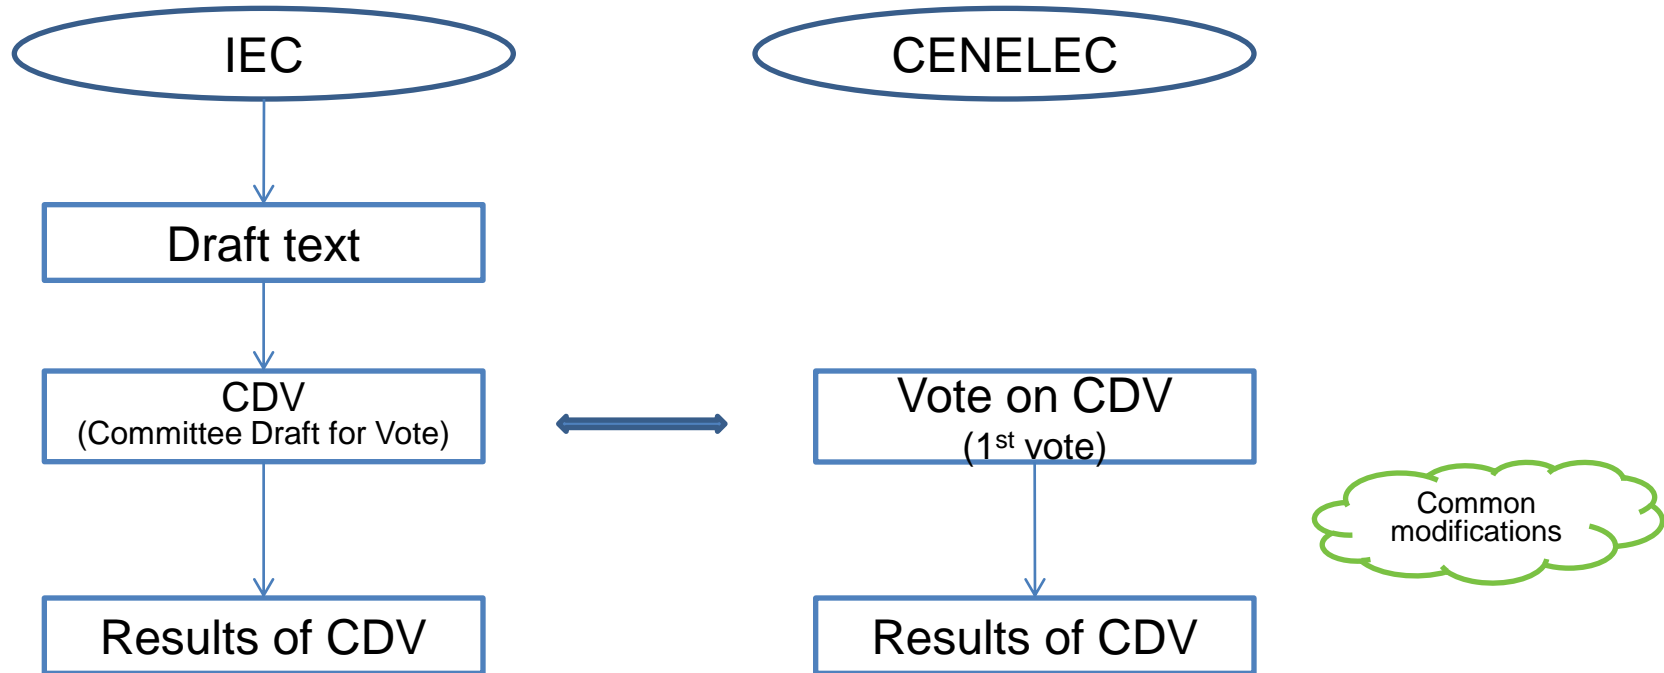 IEC
CENELEC
Draft text
CDV
(Committee Draft for Vote)
Vote on CDV
(1st vote)
Common
modifications
Results of CDV
Results of CDV